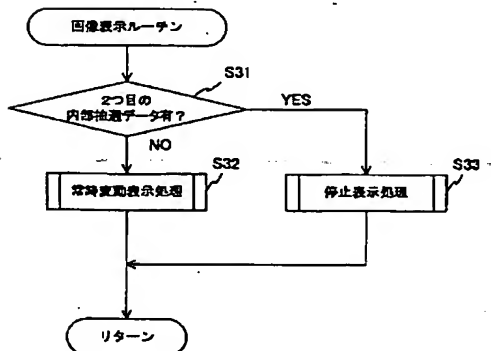 画像表示ルーチン
S31
2つ目の
内部抽選データ有?
YES
NO
S32
常時変動表示処理
S33
停止表示処理
リターン